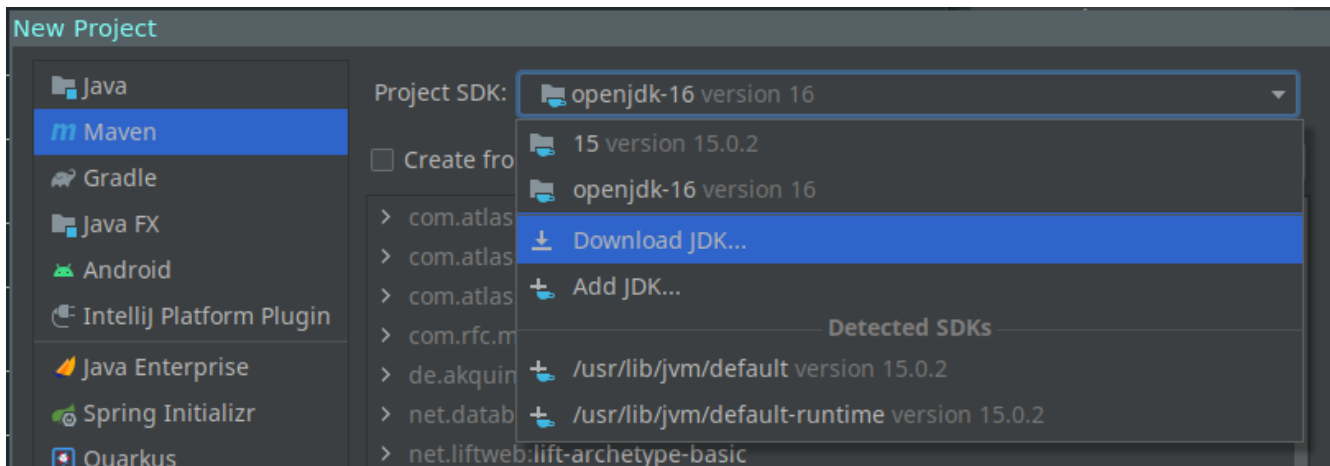 New Project
Java
Maven
Gradle
Java FX
Android
IntelliJ Platform Plugin
Java Enterprise
Spring Initializr
Quarkus
Project SDK: openjdk-16 version 16
15 version 15.0.2
openjdk-16 version 16
Download JDK...
Add JDK...
Detected SDKs
/usr/lib/jvm/default version 15.0.2
/usr/lib/jvm/default-runtime version 15.0.2
Create fro
com.atlas
com.atlas
com.atlas
com.rfc.m
de.akquin
net.datab
net.liftweb:lift-archetype-basic